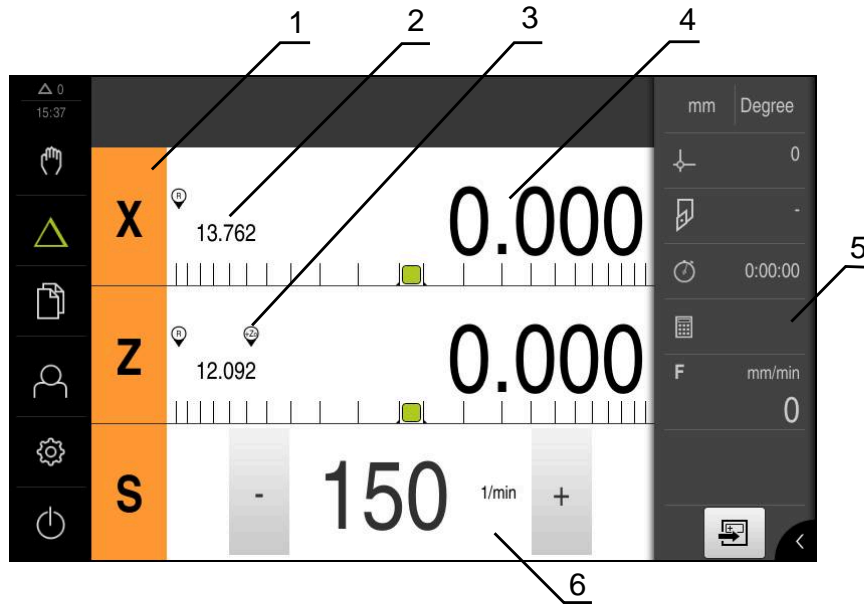 1 2 3 4
0
15:37
mm Degree
X R 13.762 0.000
0
-
5
0:00:00
Z R +Z 12.092 0.000
F mm/min
0
S - 150 1/min +
<
6